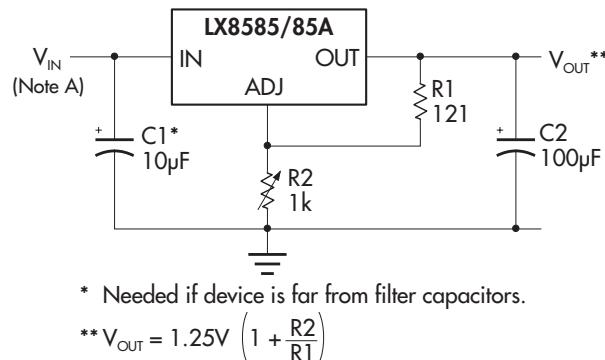 LX8585/85A
V_IN
(Note A)
IN
OUT
ADJ
V_OUT**
R1
121
C1*
10µF
R2
1k
C2
100µF
* Needed if device is far from filter capacitors.
** V_OUT = 1.25V (1 + R2/R1)